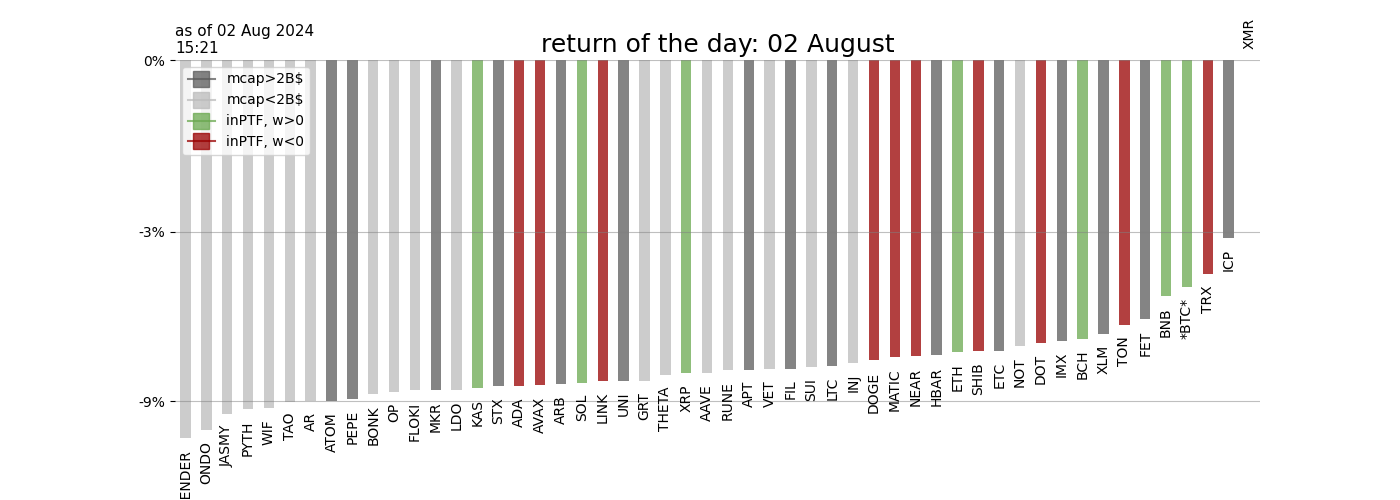 as of 02 Aug 2024
15:21
return of the day: 02 August
XMR
0%
-3%
-9%
mcap>2B$
mcap<2B$
inPTF, w>0
inPTF, w<0
ENDER
ONDO
JASMY
PYTH
WIF
TAO
AR
ATOM
PEPE
BONK
OP
FLOKI
MKR
LDO
KAS
STX
ADA
AVAX
ARB
SOL
LINK
UNI
GRT
THETA
XRP
AAVE
RUNE
APT
VET
FIL
SUI
LTC
INJ
DOGE
MATIC
NEAR
HBAR
ETH
SHIB
ETC
NOT
DOT
IMX
BCH
XLM
TON
FET
BNB
*BTC*
TRX
ICP